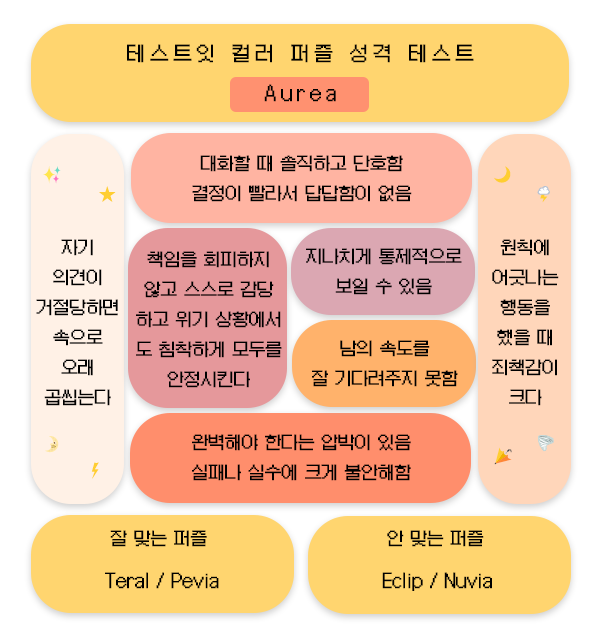 테스트잇 컬러 퍼즐 성격 테스트
Aurea
대화할 때 솔직하고 단호함
결정이 빨라서 답답함이 없음
자기
의견이
거절당하면
속으로
오래
곱씹는다
책임을 회피하지
않고 스스로 감당
하고 위기 상황에서
도 침착하게 모두를
안정시킨다
지나치게 통제적으로
보일 수 있음
남의 속도를
잘 기다려주지 못함
원칙에
어긋나는
행동을
했을 때
죄책감이
크다
완벽해야 한다는 압박이 있음
실패나 실수에 크게 불안해함
잘 맞는 퍼즐
Teral / Pevia
안 맞는 퍼즐
Eclip / Nuvia